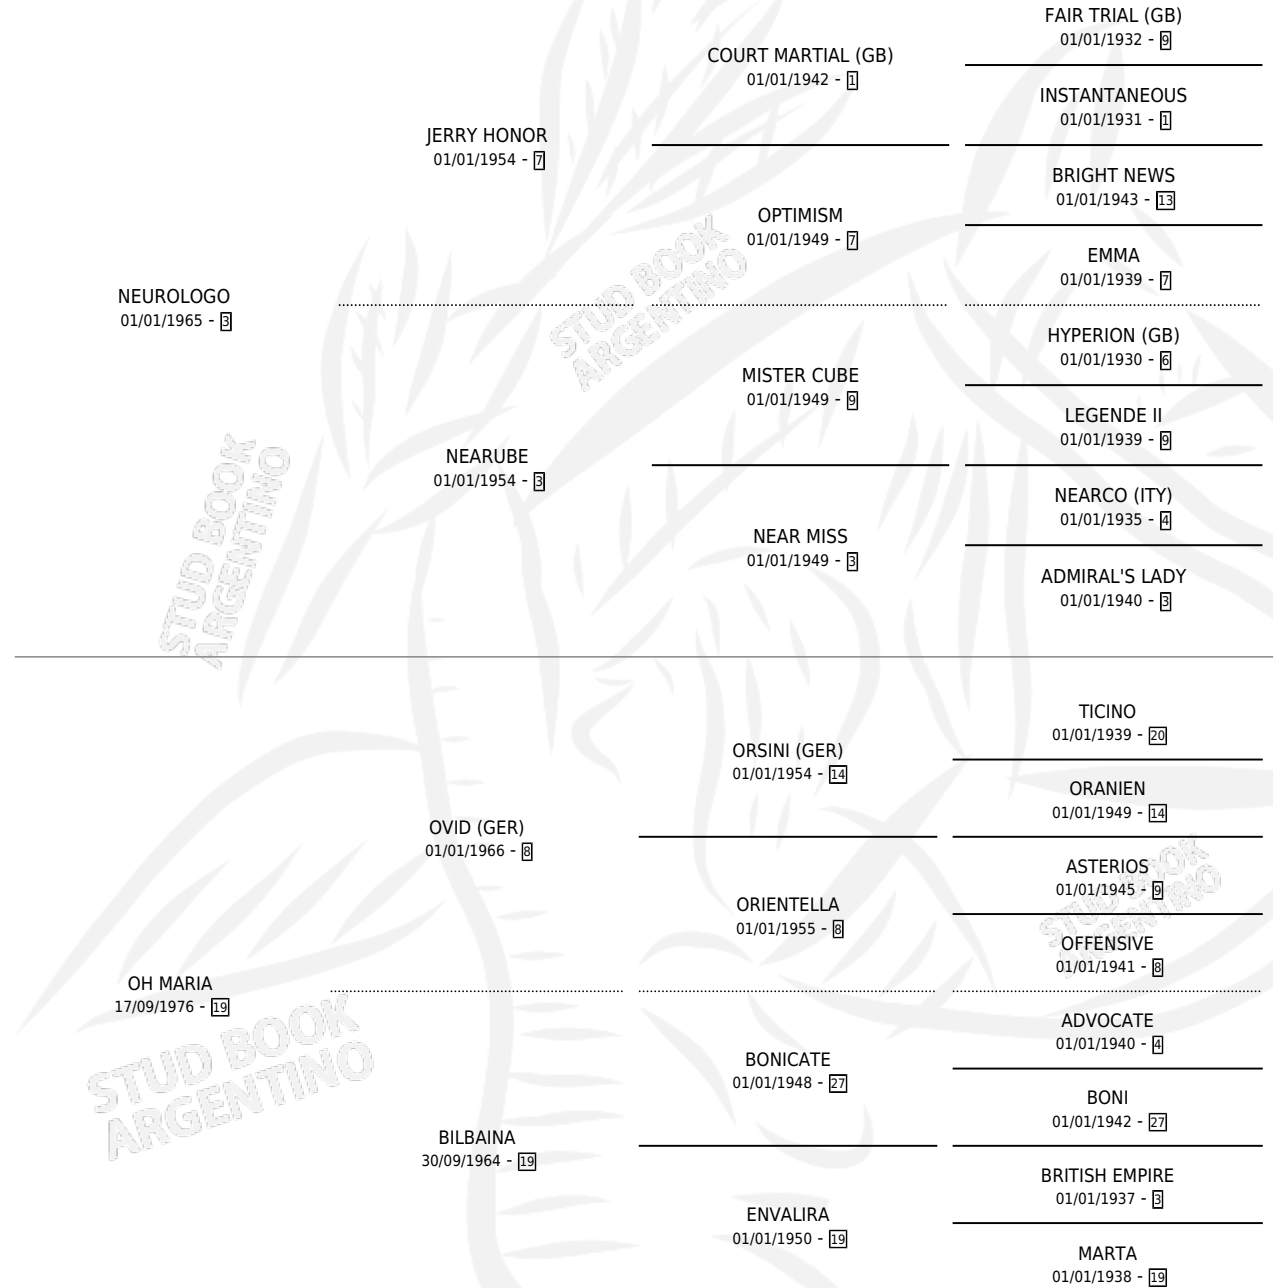 FAIR TRIAL (GB)
01/01/1932 - 9
COURT MARTIAL (GB)
01/01/1942 - 1
INSTANTANEOUS
01/01/1931 - 1
JERRY HONOR
01/01/1954 - 7
BRIGHT NEWS
01/01/1943 - 13
OPTIMISM
01/01/1949 - 7
EMMA
01/01/1939 - 7
NEUROLOGO
01/01/1965 - 3
HYPERION (GB)
01/01/1930 - 6
MISTER CUBE
01/01/1949 - 9
LEGENDE II
01/01/1939 - 9
NEARUBE
01/01/1954 - 3
NEARCO (ITY)
01/01/1935 - 4
NEAR MISS
01/01/1949 - 3
ADMIRAL'S LADY
01/01/1940 - 3
TICINO
01/01/1939 - 20
ORSINI (GER)
01/01/1954 - 14
ORANIEN
01/01/1949 - 14
OVID (GER)
01/01/1966 - 8
ASTERIOS
01/01/1945 - 9
ORIENTELLA
01/01/1955 - 8
OFFENSIVE
01/01/1941 - 8
OH MARIA
17/09/1976 - 19
ADVOCATE
01/01/1940 - 4
BONICATE
01/01/1948 - 27
BONI
01/01/1942 - 27
BILBAINA
30/09/1964 - 19
BRITISH EMPIRE
01/01/1937 - 3
ENVALIRA
01/01/1950 - 19
MARTA
01/01/1938 - 19
STUD BOOK
ARGENTINO
STUD BOOK
ARGENTINO
STUD BOOK
ARGENTINO
STUD BOOK
ARGENTINO